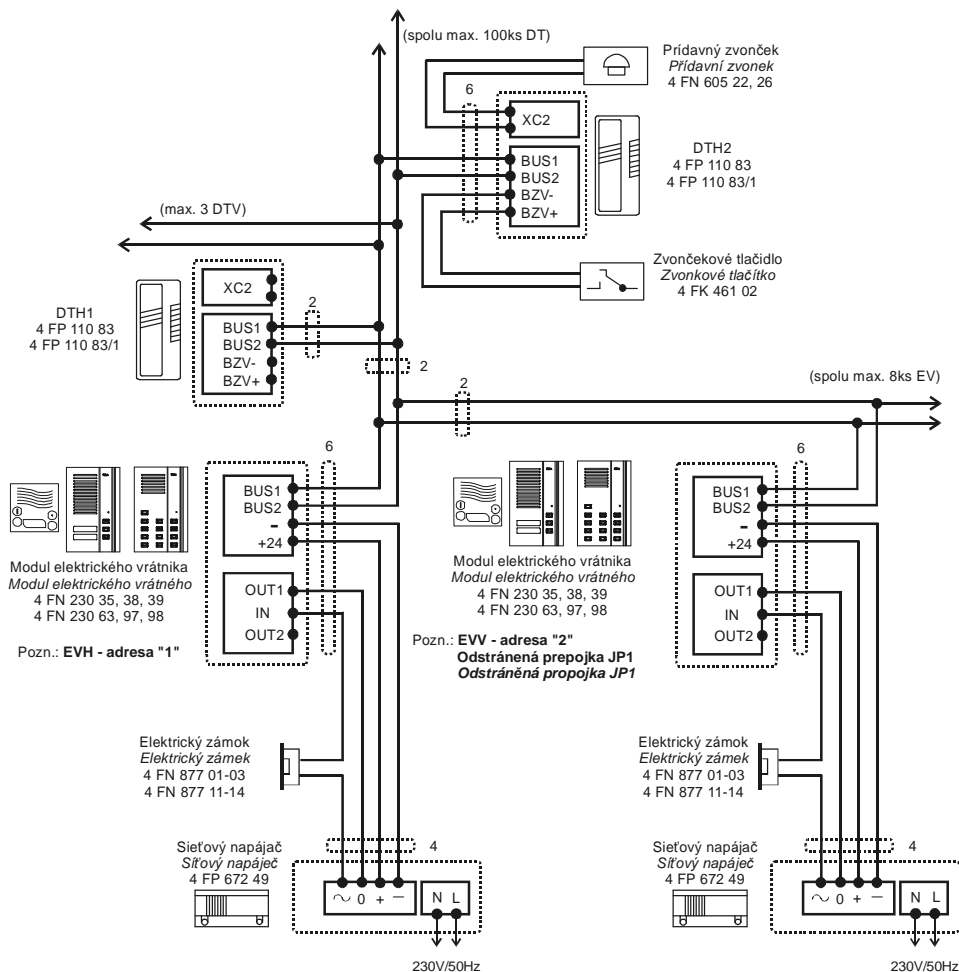 (spolu max. 100ks DT)
Prídavný zvonček
Přídavní zvonek
4 FN 605 22, 26
6
XC2
BUS1
BUS2
BZV-
BZV+
DTH2
4 FP 110 83
4 FP 110 83/1
(max. 3 DTV)
Zvončekové tlačidlo
Zvonkové tlačítko
4 FK 461 02
DTH1
4 FP 110 83
4 FP 110 83/1
XC2
BUS1
BUS2
BZV-
BZV+
2
2
2
(spolu max. 8ks EV)
6
BUS1
BUS2
-
+24
OUT1
IN
OUT2
Modul elektrického vrátnika
Modul elektrického vrátného
4 FN 230 35, 38, 39
4 FN 230 63, 97, 98
Pozn.: EVH - adresa "1"
6
BUS1
BUS2
-
+24
OUT1
IN
OUT2
Modul elektrického vrátnika
Modul elektrického vrátného
4 FN 230 35, 38, 39
4 FN 230 63, 97, 98
Pozn.: EVV - adresa "2"
Odstránená prepojka JP1
Odstráněná propojka JP1
Elektrický zámok
Elektrický zámek
4 FN 877 01-03
4 FN 877 11-14
Elektrický zámok
Elektrický zámek
4 FN 877 01-03
4 FN 877 11-14
Sieťový napájač
Síťový napáječ
4 FP 672 49
4
~ 0 + −
N L
230V/50Hz
Sieťový napájač
Síťový napáječ
4 FP 672 49
4
~ 0 + −
N L
230V/50Hz